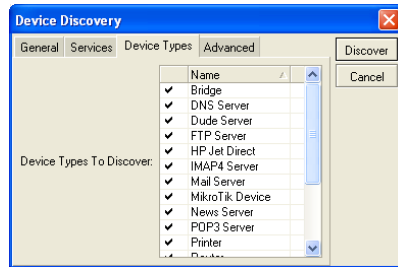 Device Discovery
General Services Device Types Advanced
Discover
Cancel
Device Types To Discover:
Name
Bridge
DNS Server
Dude Server
FTP Server
HP Jet Direct
IMAP4 Server
Mail Server
MikroTik Device
News Server
POP3 Server
Printer
Router